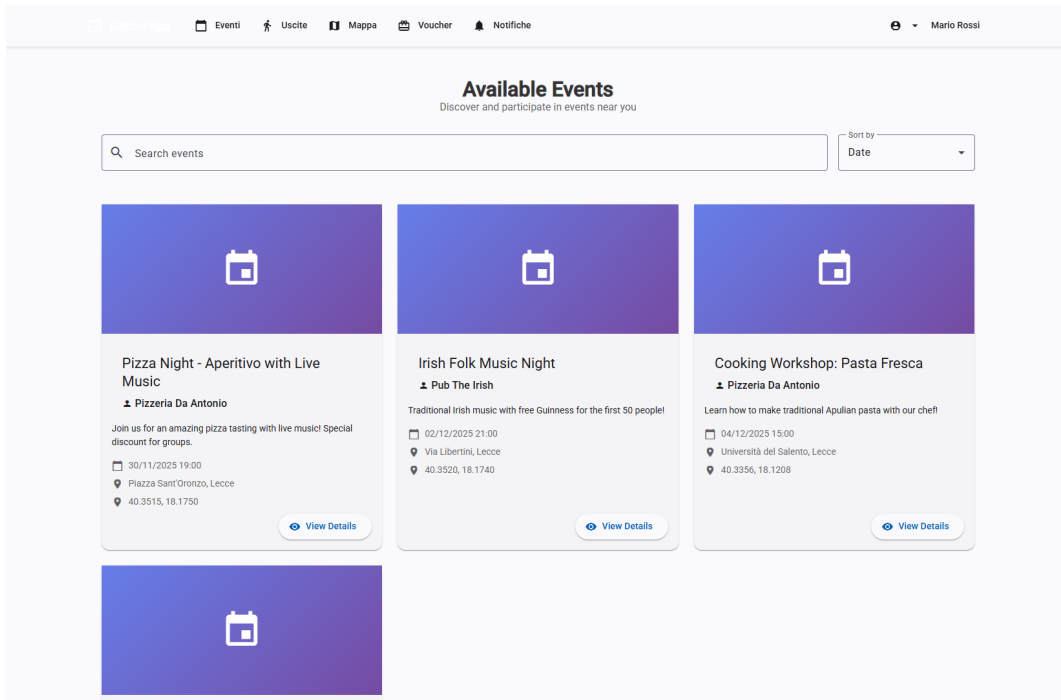 Eventi Uscite Mappa Voucher Notifiche Mario Rossi
Available Events
Discover and participate in events near you
Search events
Sort by
Date
Pizza Night - Aperitivo with Live
Music
Pizzeria Da Antonio
Join us for an amazing pizza tasting with live music! Special
discount for groups.
30/11/2025 19:00
Piazza Sant'Oronzo, Lecce
40.3515, 18.1750
View Details
Irish Folk Music Night
Pub The Irish
Traditional Irish music with free Guinness for the first 50 people!
02/12/2025 21:00
Via Libertini, Lecce
40.3520, 18.1740
View Details
Cooking Workshop: Pasta Fresca
Pizzeria Da Antonio
Learn how to make traditional Apulian pasta with our chef!
04/12/2025 15:00
Università del Salento, Lecce
40.3356, 18.1208
View Details